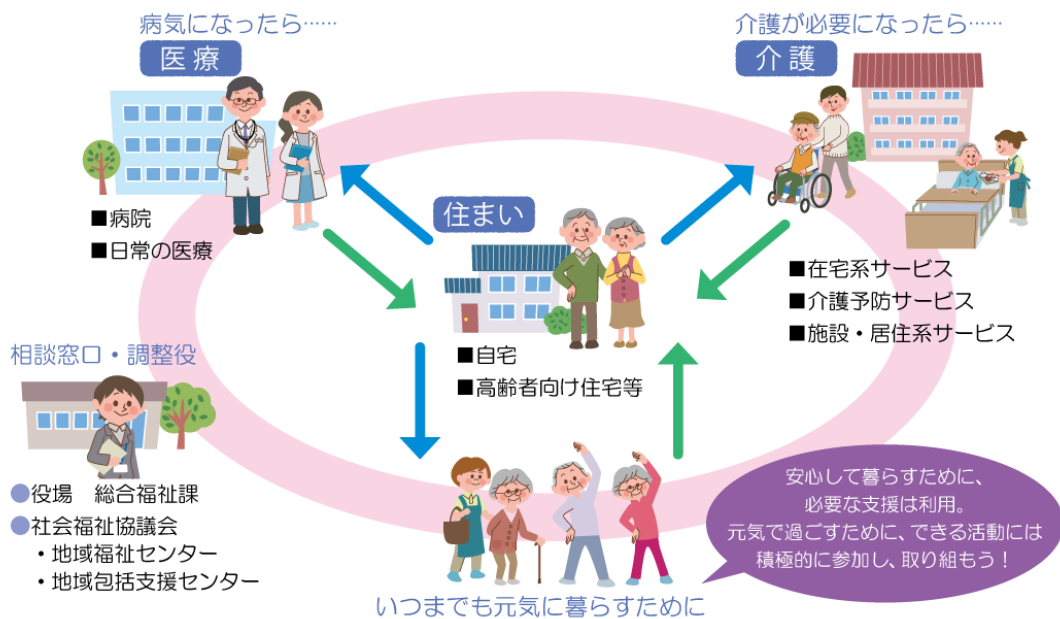 病気になったら……
医療
■病院
■日常の医療
介護が必要になったら……
介護
■在宅系サービス
■介護予防サービス
■施設・居住系サービス
住まい
■自宅
■高齢者向け住宅等
相談窓口・調整役
●役場　総合福祉課
●社会福祉協議会
・地域福祉センター
・地域包括支援センター
安心して暮らすために、
必要な支援は利用。
元気で過ごすために、できる活動には
積極的に参加し、取り組もう！
いつまでも元気に暮らすために